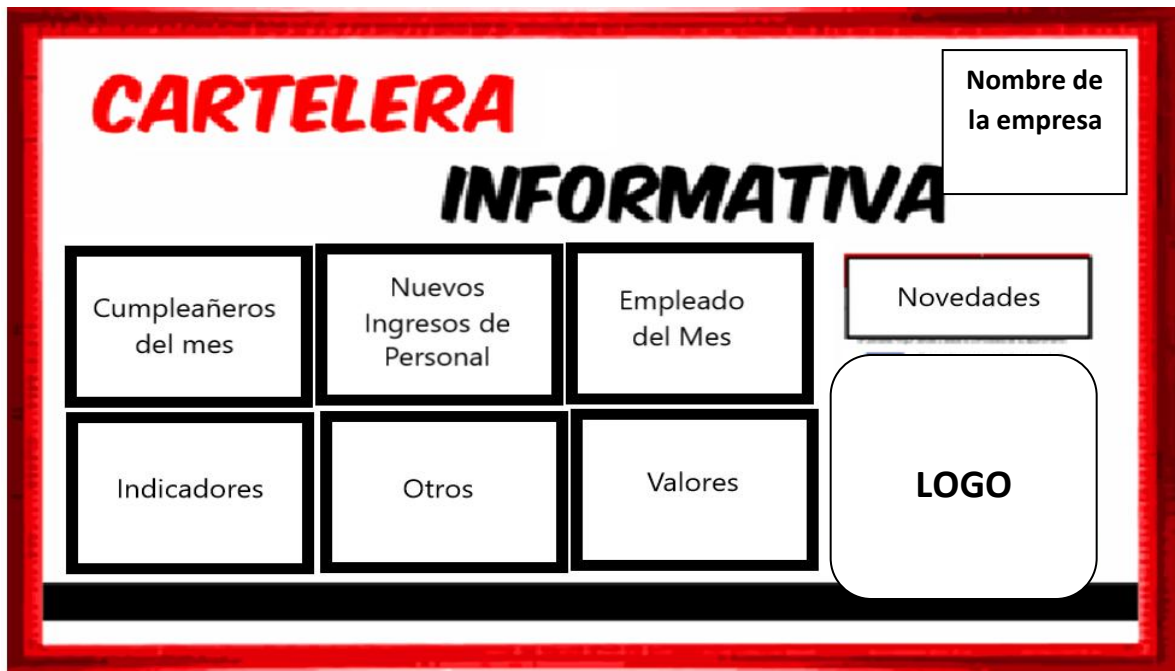 CARTELERA
INFORMATIVA
Nombre de
la empresa
Cumpleañeros
del mes
Nuevos
Ingresos de
Personal
Empleado
del Mes
Novedades
Indicadores
Otros
Valores
LOGO